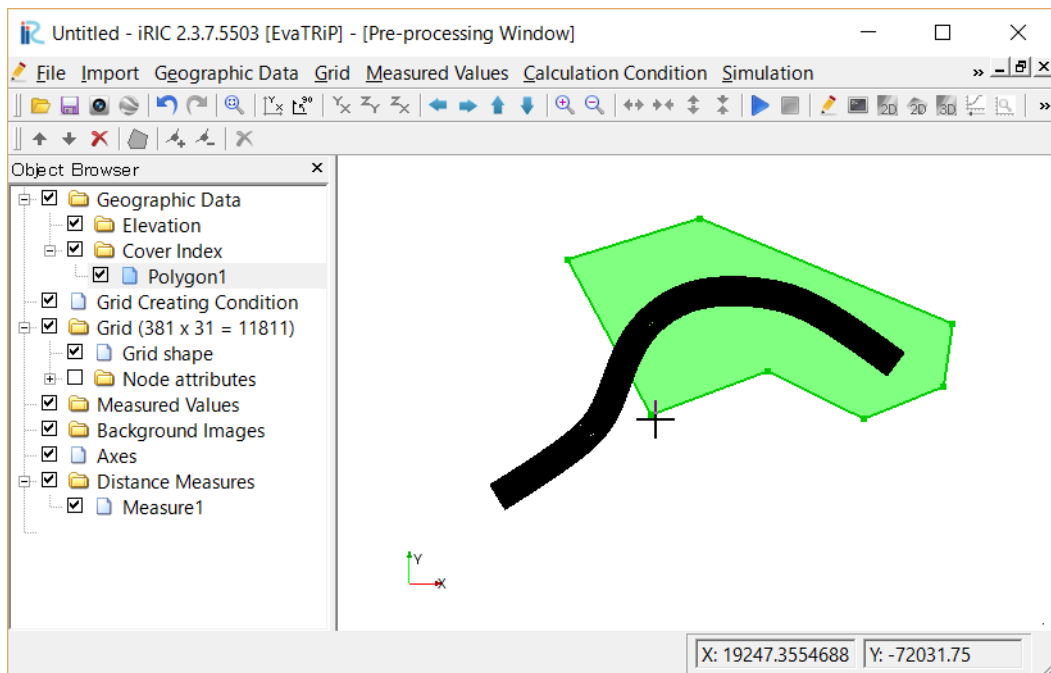 Untitled - iRIC 2.3.7.5503 [EvaTRiP] - [Pre-processing Window]
File Import Geographic Data Grid Measured Values Calculation Condition Simulation »
Object Browser
Geographic Data
Elevation
Cover Index
Polygon1
Grid Creating Condition
Grid (381 x 31 = 11811)
Grid shape
Node attributes
Measured Values
Background Images
Axes
Distance Measures
Measure1
Y
X
X: 19247.3554688 Y: -72031.75